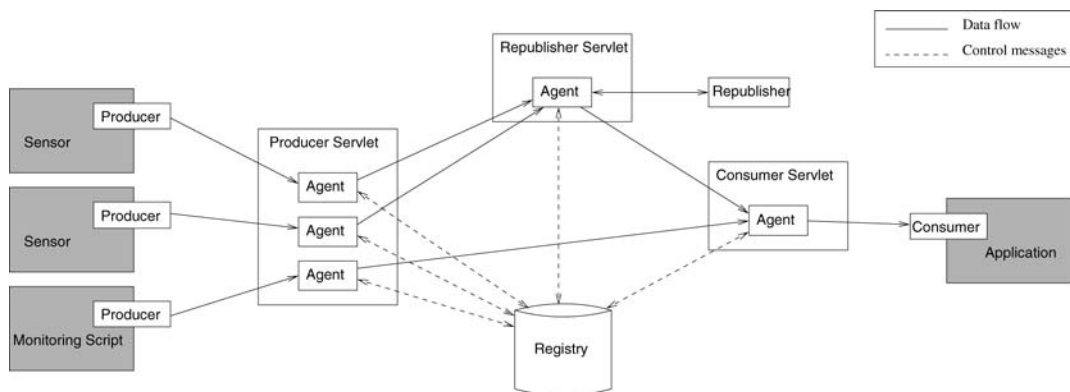 Republisher Servlet
Data flow
Control messages
Agent
Republisher
Producer
Sensor
Producer Servlet
Agent
Consumer Servlet
Producer
Sensor
Agent
Agent
Consumer
Application
Agent
Producer
Monitoring Script
Registry